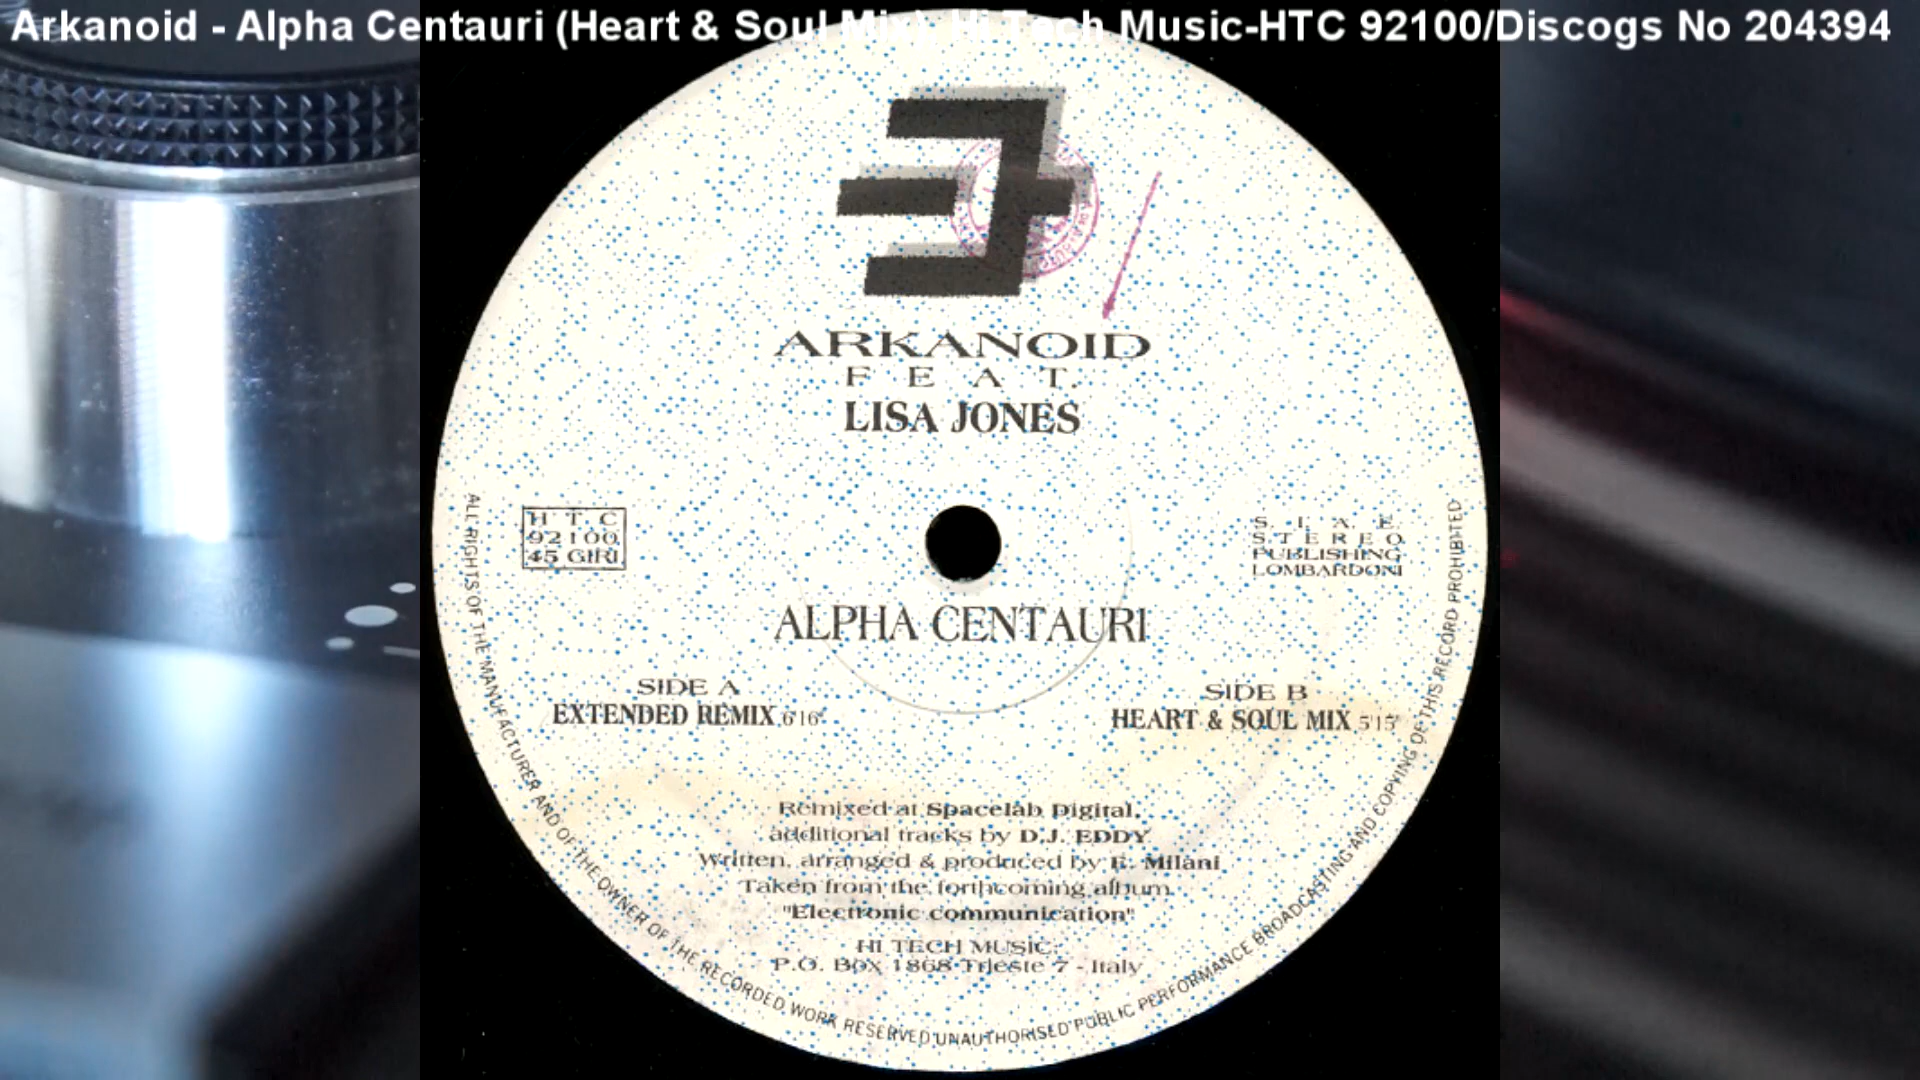 Arkanoid - Alpha Centauri (Heart & Soul Mix), Hi Tech Music-HTC 92100/Discogs No 204394
ARKANOID
FEAT.
LISA JONES
HTC
92100
45 GIRI
S.I.A.E.
STEREO
PUBLISHING
LOMBARDONI
ALPHA CENTAURI
SIDE A
EXTENDED REMIX 6'16"
SIDE B
HEART & SOUL MIX 5'15"
Remixed at Spacelab Digital,
additional tracks by D.J. EDDY
Written, arranged & produced by E. Milani
Taken from the forthcoming album
"Electronic communication"
HI TECH MUSIC
P.O. Box 1868 Trieste 7 - Italy
ALL RIGHTS OF THE MANUFACTURER AND OF THE OWNER OF THE RECORDED WORK RESERVED UNAUTHORISED PUBLIC PERFORMANCE BROADCASTING AND COPYING OF THIS RECORD PROHIBITED